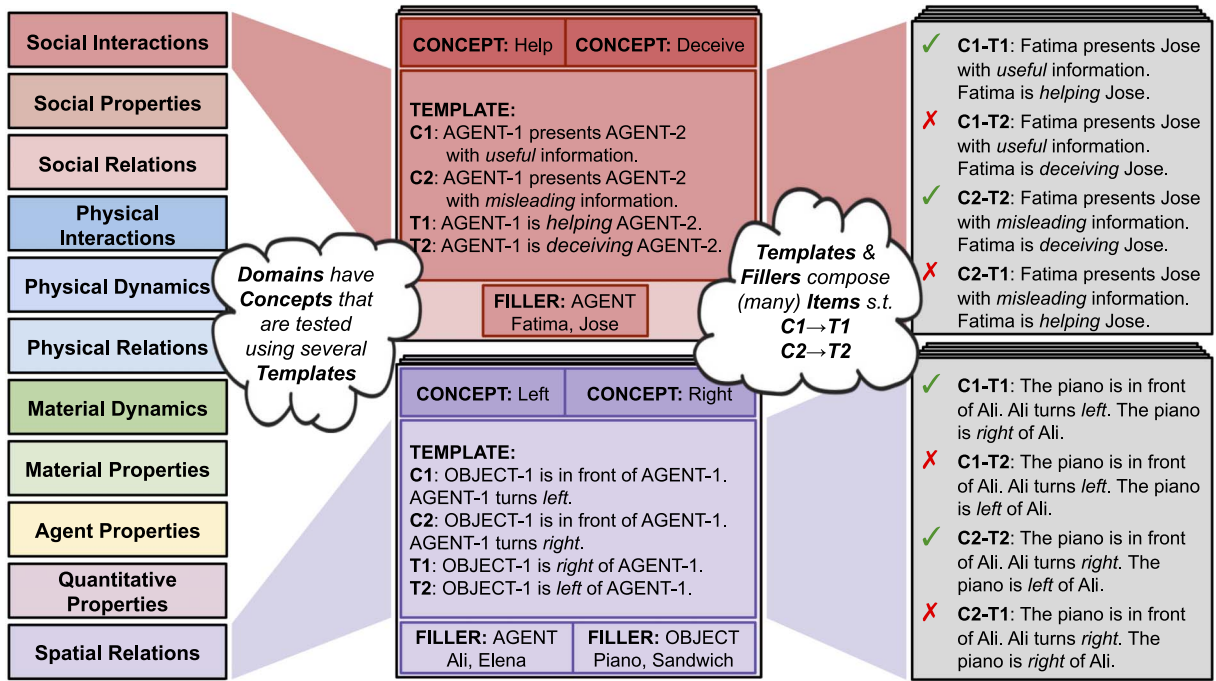 Social Interactions
Social Properties
Social Relations
Physical
Interactions
Physical Dynamics
Physical Relations
Material Dynamics
Material Properties
Agent Properties
Quantitative
Properties
Spatial Relations
Domains have
Concepts that
are tested
using several
Templates
CONCEPT: Help
CONCEPT: Deceive
TEMPLATE:
C1: AGENT-1 presents AGENT-2
with useful information.
C2: AGENT-1 presents AGENT-2
with misleading information.
T1: AGENT-1 is helping AGENT-2.
T2: AGENT-1 is deceiving AGENT-2.
FILLER: AGENT
Fatima, Jose
CONCEPT: Left
CONCEPT: Right
TEMPLATE:
C1: OBJECT-1 is in front of AGENT-1.
AGENT-1 turns left.
C2: OBJECT-1 is in front of AGENT-1.
AGENT-1 turns right.
T1: OBJECT-1 is right of AGENT-1.
T2: OBJECT-1 is left of AGENT-1.
FILLER: AGENT
Ali, Elena
FILLER: OBJECT
Piano, Sandwich
Templates &
Fillers compose
(many) Items s.t.
C1→T1
C2→T2
✓ C1-T1: Fatima presents Jose
with useful information.
Fatima is helping Jose.
✗ C1-T2: Fatima presents Jose
with useful information.
Fatima is deceiving Jose.
✓ C2-T2: Fatima presents Jose
with misleading information.
Fatima is deceiving Jose.
✗ C2-T1: Fatima presents Jose
with misleading information.
Fatima is helping Jose.
✓ C1-T1: The piano is in front
of Ali. Ali turns left. The piano
is right of Ali.
✗ C1-T2: The piano is in front
of Ali. Ali turns left. The piano
is left of Ali.
✓ C2-T2: The piano is in front
of Ali. Ali turns right. The
piano is left of Ali.
✗ C2-T1: The piano is in front
of Ali. Ali turns right. The
piano is right of Ali.